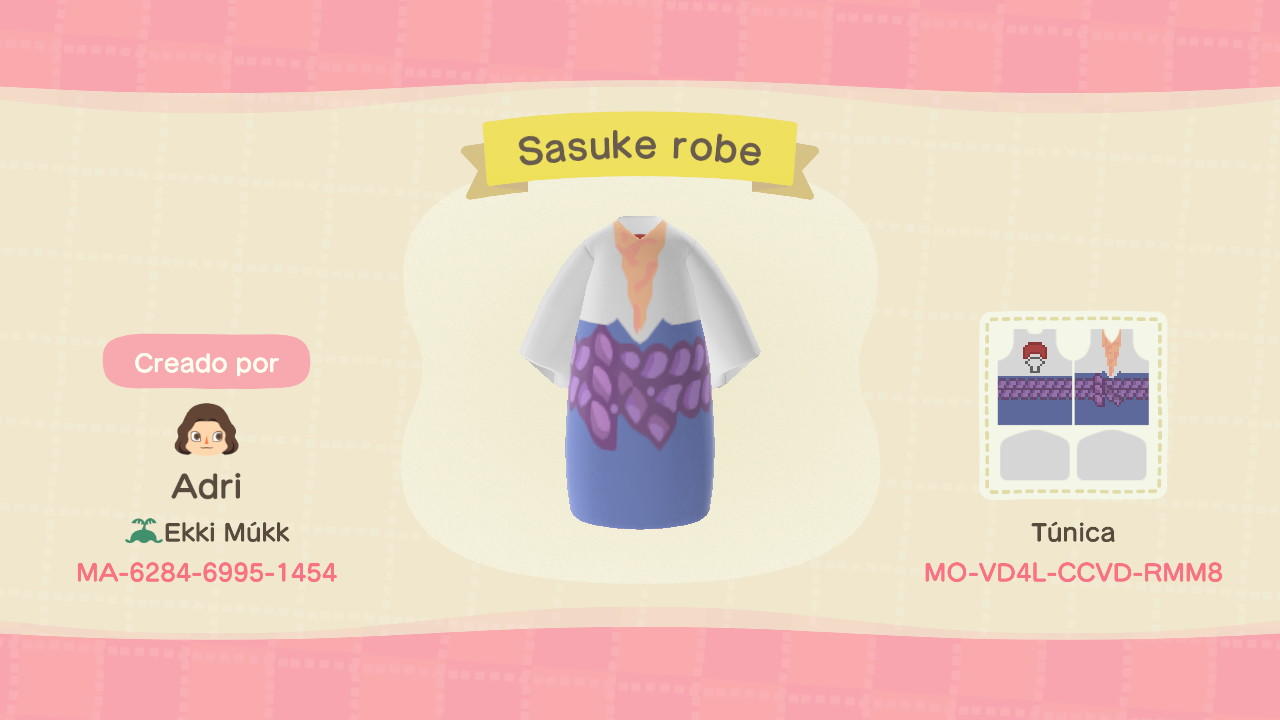 Sasuke robe
Creado por
Adri
Ekki Múkk
MA-6284-6995-1454
Túnica
MO-VD4L-CCVD-RMM8